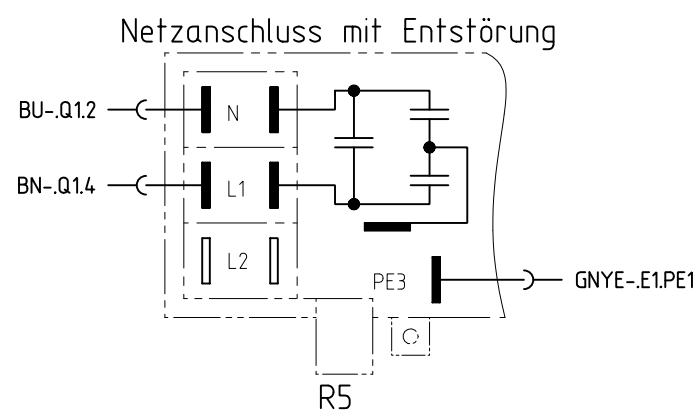 Netzanschluss mit Entstörung
BU-.Q1.2
N
BN-.Q1.4
L1
L2
PE3
GNYE-.E1.PE1
R5